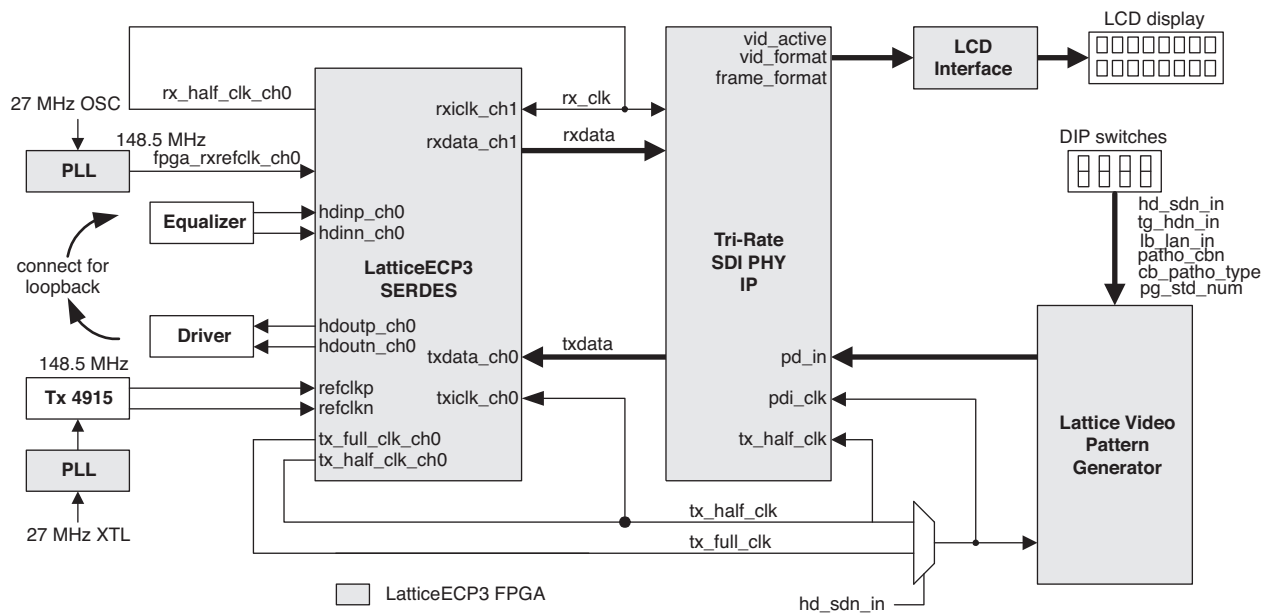 LCD display
vid_active
vid_format
frame_format
LCD
Interface
rx_half_clk_ch0
27 MHz OSC
rxiclk_ch1
rx_clk
148.5 MHz
fpga_rxrefclk_ch0
PLL
rxdata_ch1
rxdata
DIP switches
hd_sdn_in
tg_hdn_in
lb_lan_in
patho_cbn
cb_patho_type
pg_std_num
Equalizer
hdinp_ch0
hdinn_ch0
connect for
loopback
LatticeECP3
SERDES
Tri-Rate
SDI PHY
IP
Driver
hdoutp_ch0
hdoutn_ch0
txdata_ch0
txdata
pd_in
148.5 MHz
Tx 4915
refclkp
refclkn
txiclk_ch0
pdi_clk
tx_full_clk_ch0
tx_half_clk_ch0
tx_half_clk
Lattice Video
Pattern
Generator
PLL
27 MHz XTL
tx_half_clk
tx_full_clk
LatticeECP3 FPGA
hd_sdn_in